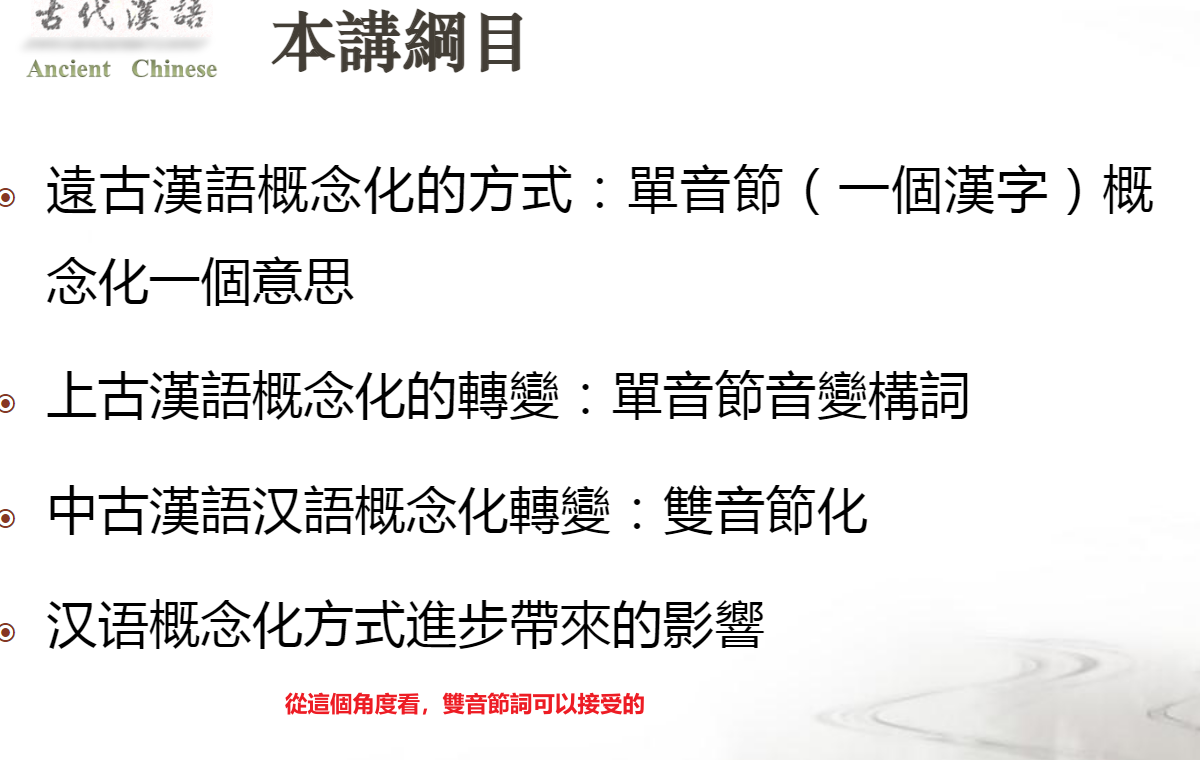 古代漢語
Ancient Chinese
本講綱目
遠古漢語概念化的方式：單音節（一個漢字）概
念化一個意思
上古漢語概念化的轉變：單音節音變構詞
中古漢語汉語概念化轉變：雙音節化
汉语概念化方式進步帶來的影響
從這個角度看，雙音節詞可以接受的